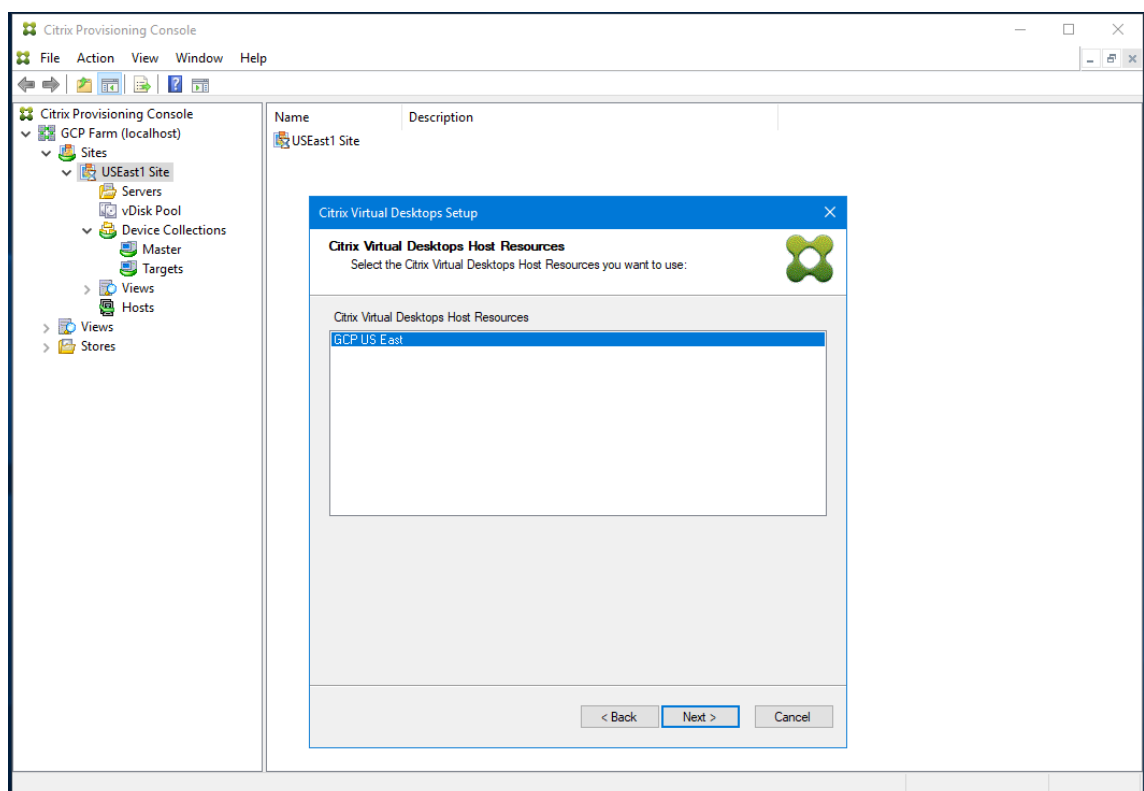 Citrix Provisioning Console
File Action View Window Help
Citrix Provisioning Console
GCP Farm (localhost)
Sites
USEast1 Site
Servers
vDisk Pool
Device Collections
Master
Targets
Views
Hosts
Views
Stores
Name Description
USEast1 Site
Citrix Virtual Desktops Setup
Citrix Virtual Desktops Host Resources
Select the Citrix Virtual Desktops Host Resources you want to use:
Citrix Virtual Desktops Host Resources
GCP US East
< Back Next > Cancel